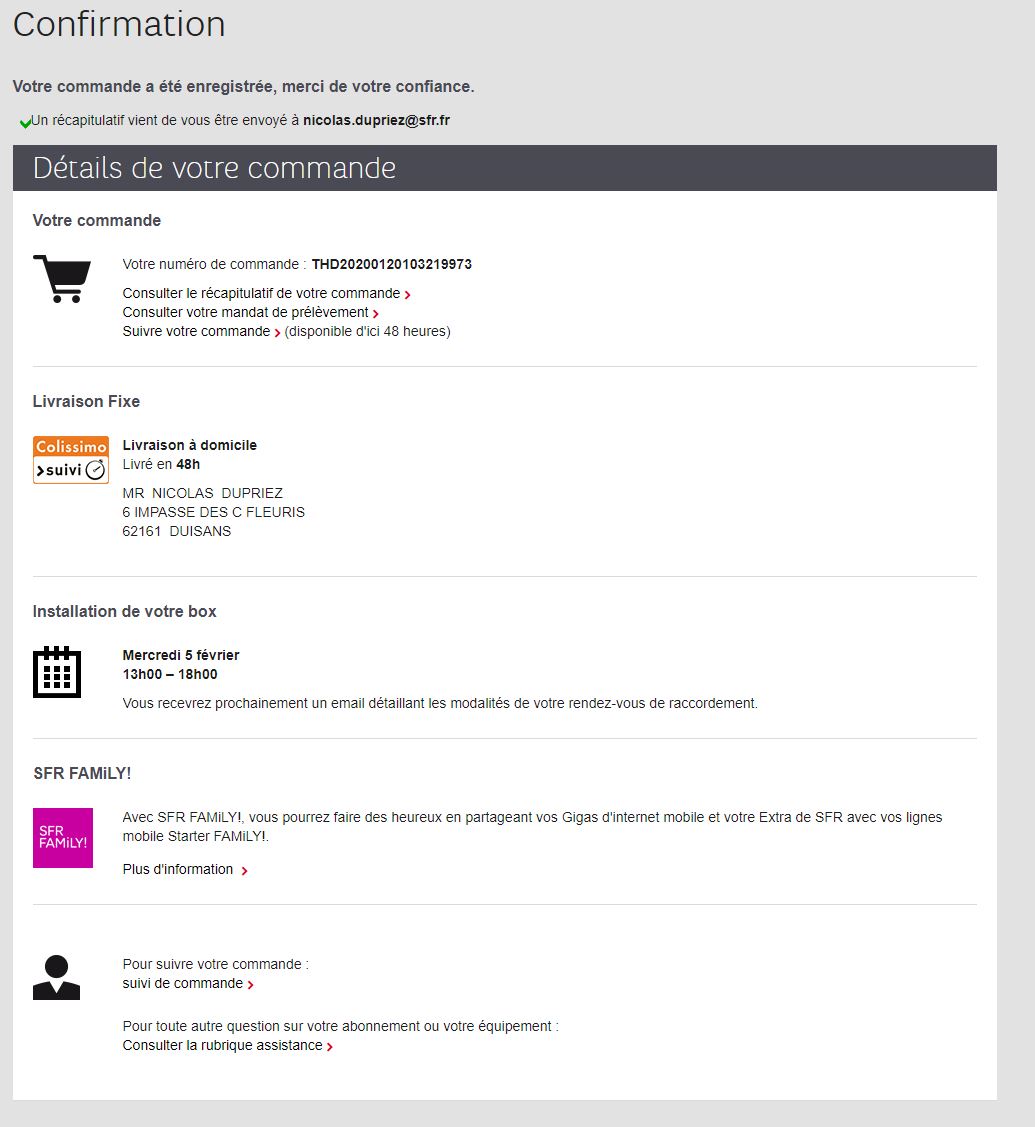 Confirmation
Votre commande a été enregistrée, merci de votre confiance.
Un récapitulatif vient de vous être envoyé à nicolas.dupriez@sfr.fr
Détails de votre commande
Votre commande
Votre numéro de commande : THD20200120103219973
Consulter le récapitulatif de votre commande
Consulter votre mandat de prélèvement
Suivre votre commande (disponible d'ici 48 heures)
Livraison Fixe
Colissimo
suivi
Livraison à domicile
Livré en 48h
MR NICOLAS DUPRIEZ
6 IMPASSE DES C FLEURIS
62161 DUISANS
Installation de votre box
Mercredi 5 février
13h00 – 18h00
Vous recevrez prochainement un email détaillant les modalités de votre rendez-vous de raccordement.
SFR FAMiLY!
SFR
FAMiLY!
Avec SFR FAMiLY!, vous pourrez faire des heureux en partageant vos Gigas d'internet mobile et votre Extra de SFR avec vos lignes
mobile Starter FAMiLY!.
Plus d'information
Pour suivre votre commande :
suivi de commande
Pour toute autre question sur votre abonnement ou votre équipement :
Consulter la rubrique assistance